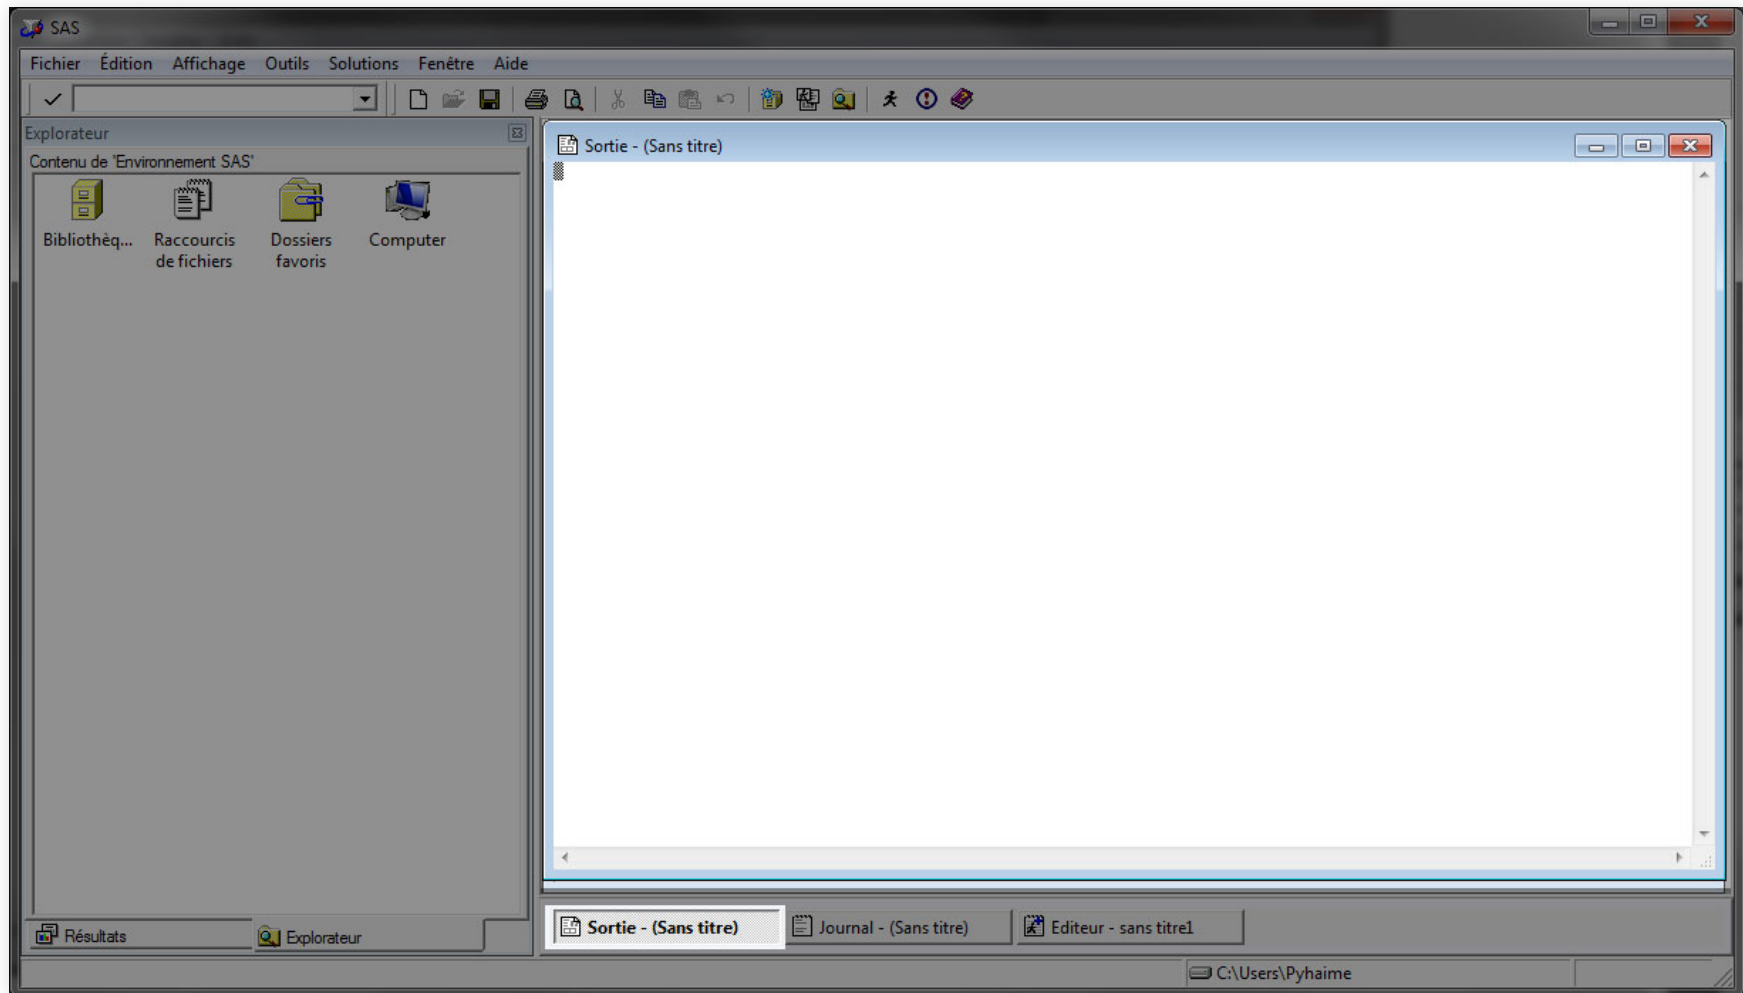 SAS
Fichier Édition Affichage Outils Solutions Fenêtre Aide
Explorateur
Contenu de 'Environnement SAS'
Bibliothèq... Raccourcis de fichiers Dossiers favoris Computer
Sortie - (Sans titre)
Résultats Explorateur
Sortie - (Sans titre) Journal - (Sans titre) Editeur - sans titre1
C:\Users\Pyhaime